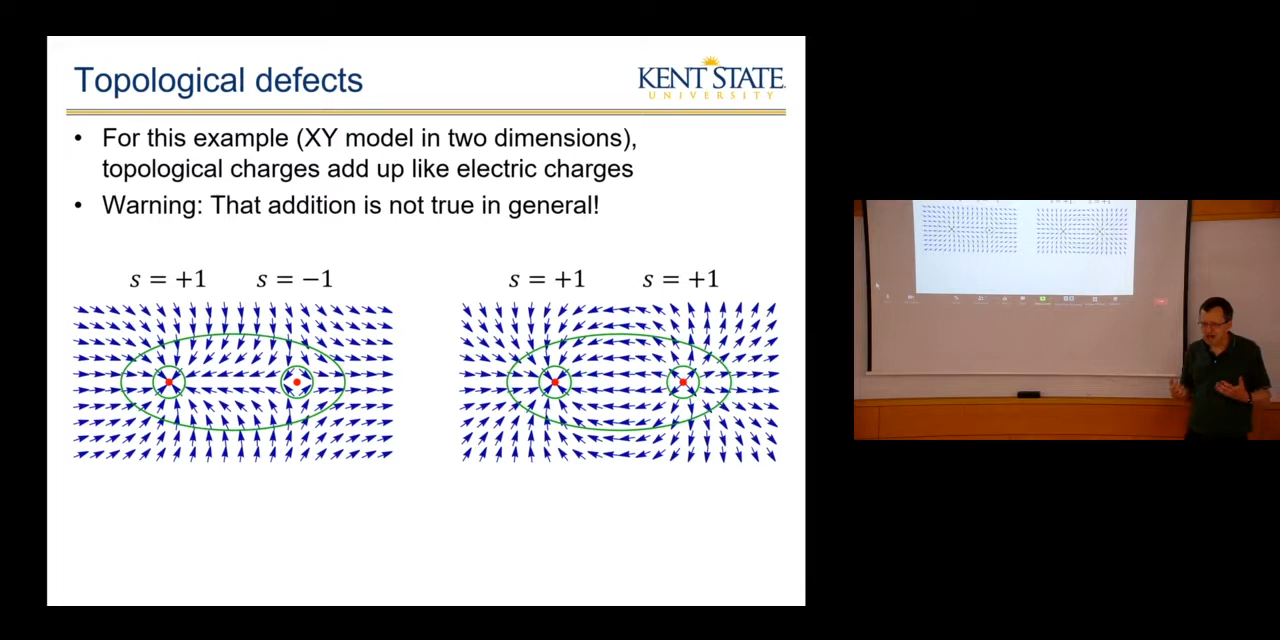 Topological defects
KENT STATE
UNIVERSITY
• For this example (XY model in two dimensions),
topological charges add up like electric charges
• Warning: That addition is not true in general!
s = +1 s = −1 s = +1 s = +1